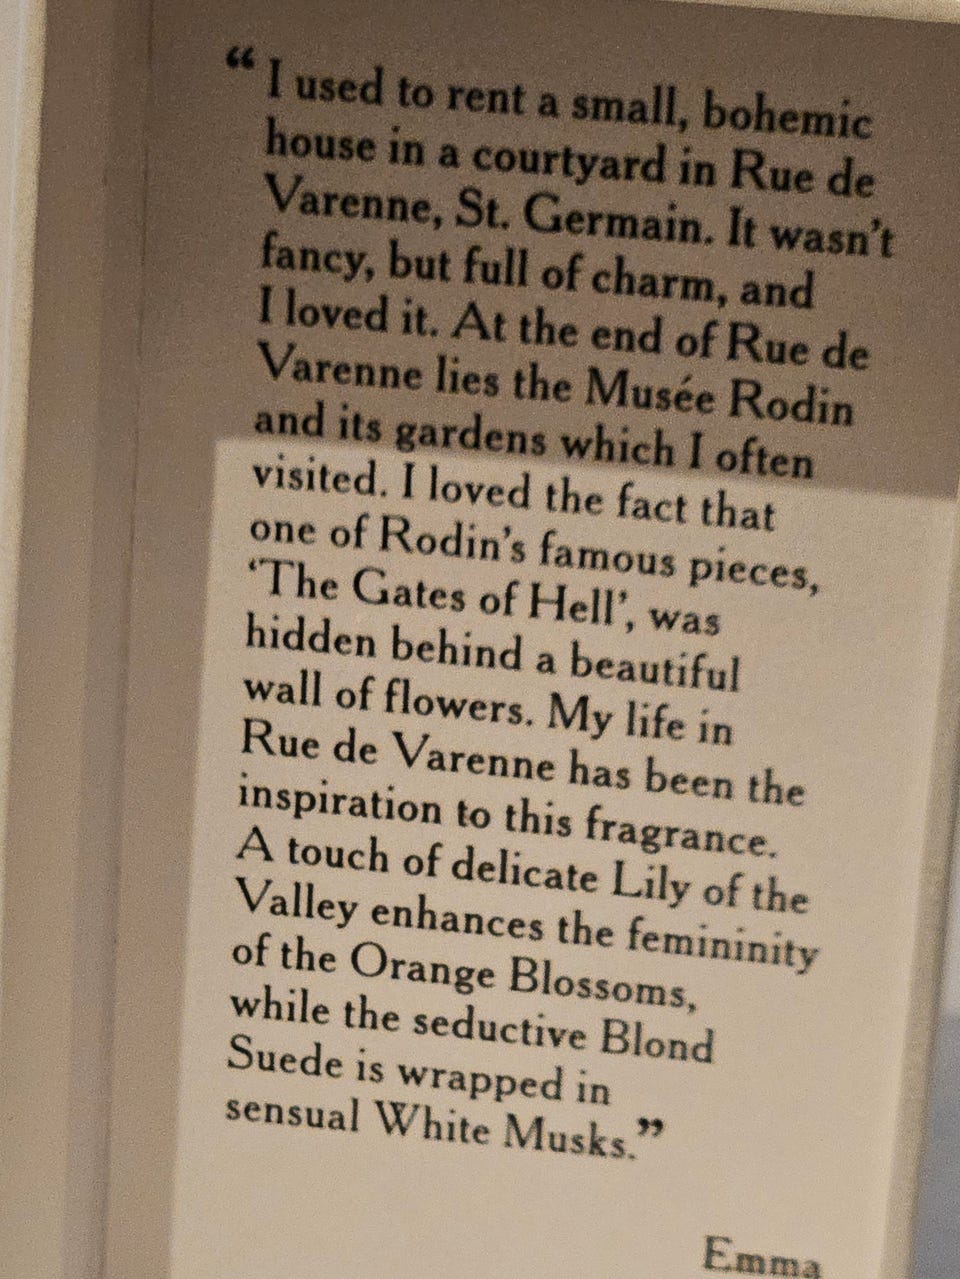 “ I used to rent a small, bohemic
house in a courtyard in Rue de
Varenne, St. Germain. It wasn’t
fancy, but full of charm, and
I loved it. At the end of Rue de
Varenne lies the Musée Rodin
and its gardens which I often
visited. I loved the fact that
one of Rodin’s famous pieces,
‘The Gates of Hell’, was
hidden behind a beautiful
wall of flowers. My life in
Rue de Varenne has been the
inspiration to this fragrance.
A touch of delicate Lily of the
Valley enhances the femininity
of the Orange Blossoms,
while the seductive Blond
Suede is wrapped in
sensual White Musks.”
Emma